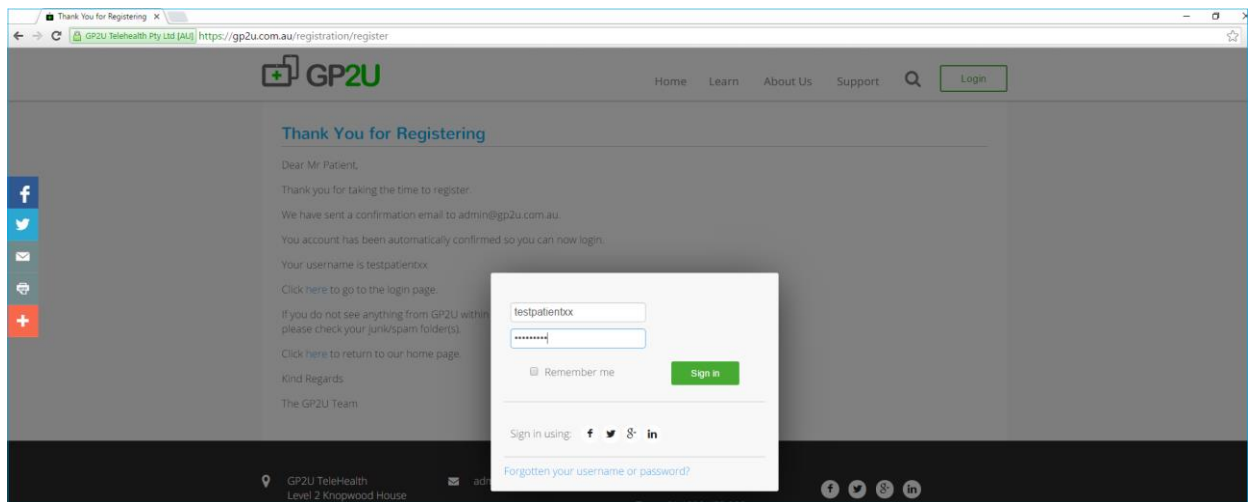 Thank You for Registering
GP2U Telehealth Pty Ltd [AU] https://gp2u.com.au/registration/register
GP2U
Home Learn About Us Support Login
Thank You for Registering
Dear Mr Patient,
Thank you for taking the time to register.
We have sent a confirmation email to admin@gp2u.com.au.
You account has been automatically confirmed so you can now login.
Your username is testpatientxx.
Click here to go to the login page.
If you do not see anything from GP2U within
please check your junk/spam folder(s).
Click here to return to our home page.
Kind Regards
The GP2U Team
testpatientxx
Remember me Sign in
Sign in using: f g+ in
Forgotten your username or password?
GP2U TeleHealth
Level 2 Knopwood House